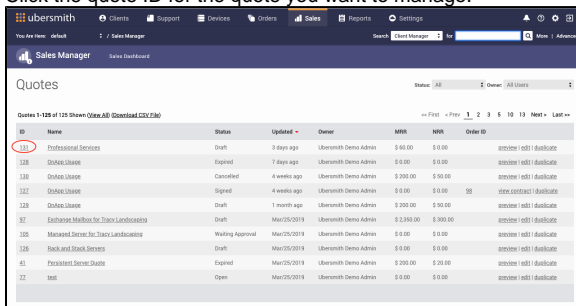 Click the quote ID for the quote you want to manage.
ubersmith Clients Support Devices Orders Sales Reports Settings
You Are Here: default / Sales Manager Search Client Manager for More | Advance
Sales Manager Sales Dashboard
Quotes
Status: All Owner: All Users
Quotes 1-125 of 125 Shown (View All) (Download CSV File) «« First « Prev 1 2 3 5 10 13 Next » Last »»
ID Name Status Updated Owner MRR NRR Order ID
131 Professional Services Draft 3 days ago Ubersmith Demo Admin $ 60.00 $ 0.00 preview | edit | duplicate
128 OnApp Usage Expired 7 days ago Ubersmith Demo Admin $ 0.00 $ 0.00 preview | edit | duplicate
130 OnApp Usage Cancelled 4 weeks ago Ubersmith Demo Admin $ 200.00 $ 50.00 preview | edit | duplicate
127 OnApp Usage Signed 4 weeks ago Ubersmith Demo Admin $ 0.00 $ 0.00 98 view contract | duplicate
129 OnApp Usage Draft 1 month ago Ubersmith Demo Admin $ 200.00 $ 50.00 preview | edit | duplicate
97 Exchange Mailbox for Tracy Landscaping Draft Mar/25/2019 Ubersmith Demo Admin $ 2,350.00 $ 300.00 preview | edit | duplicate
105 Managed Server for Tracy Landscaping Waiting Approval Mar/25/2019 Ubersmith Demo Admin $ 0.00 $ 0.00 preview | edit | duplicate
126 Rack and Stack Servers Draft Mar/25/2019 Ubersmith Demo Admin $ 0.00 $ 0.00 preview | edit | duplicate
41 Persistent Server Quote Expired Mar/25/2019 Ubersmith Demo Admin $ 200.00 $ 20.00 preview | edit | duplicate
77 test Open Mar/25/2019 Ubersmith Demo Admin $ 0.00 $ 0.00 preview | edit | duplicate